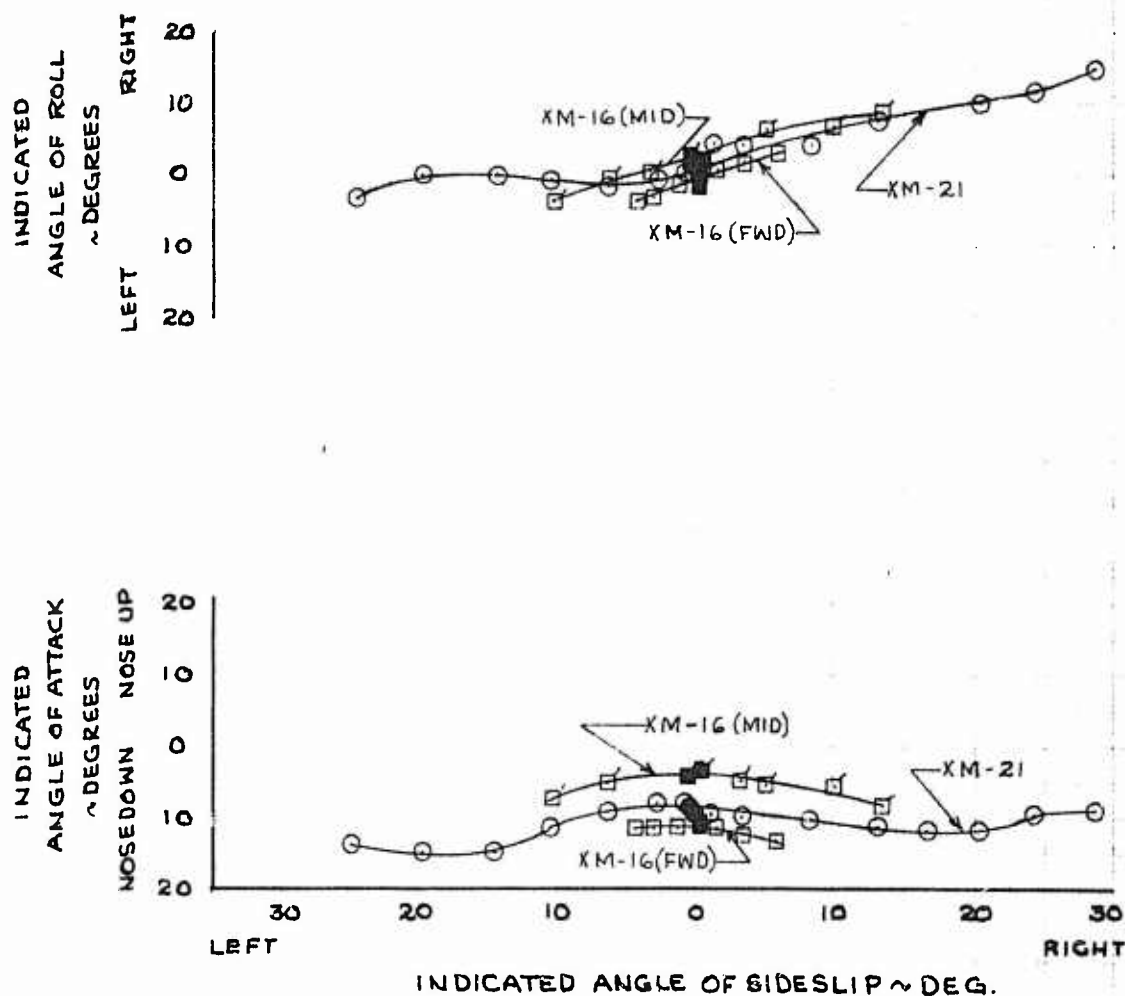 INDICATED
ANGLE OF ROLL
~DEGREES
LEFT RIGHT
20
10
0
10
20
XM-16(MID)
XM-21
XM-16(FWD)
INDICATED
ANGLE OF ATTACK
~DEGREES
NOSEDOWN NOSE UP
20
10
0
10
20
XM-16(MID)
XM-21
XM-16(FWD)
30 20 10 0 10 20 30
LEFT RIGHT
INDICATED ANGLE OF SIDESLIP ~ DEG.